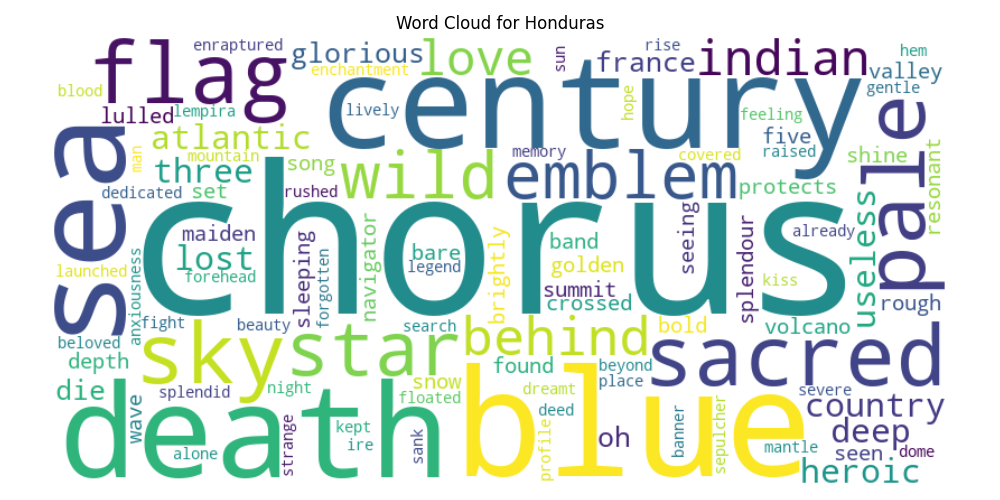 Word Cloud for Honduras
enraptured
glorious
love
sun
rise
france
indian
hem
flag
enchantment
valley
blood
century
gentle
lulled
lempira
lively
hope
feeling
pale
sea
atlantic
five
man
mountain
song
wild
memory
emblem
covered
raised
shine
resonant
three
dedicated
set
rushed
protects
useless
chorus
maiden
lost
forehead
anxiousness
launched
sleeping
forgotten
navigator
bare
legend
brightly
band
golden
summit
crossed
seeing
splendour
already
kiss
rough
beloved
fight
beauty
search
bold
volcano
depth
sky
star
behind
found
beyond
place
sacred
die
splendid
night
snow
floated
dreamt
severe
country
wave
death
blue
deed
kept
ire
alone
strange
sank
profile
oh
banner
sepulcher
mantle
deep
seen
dome
heroic